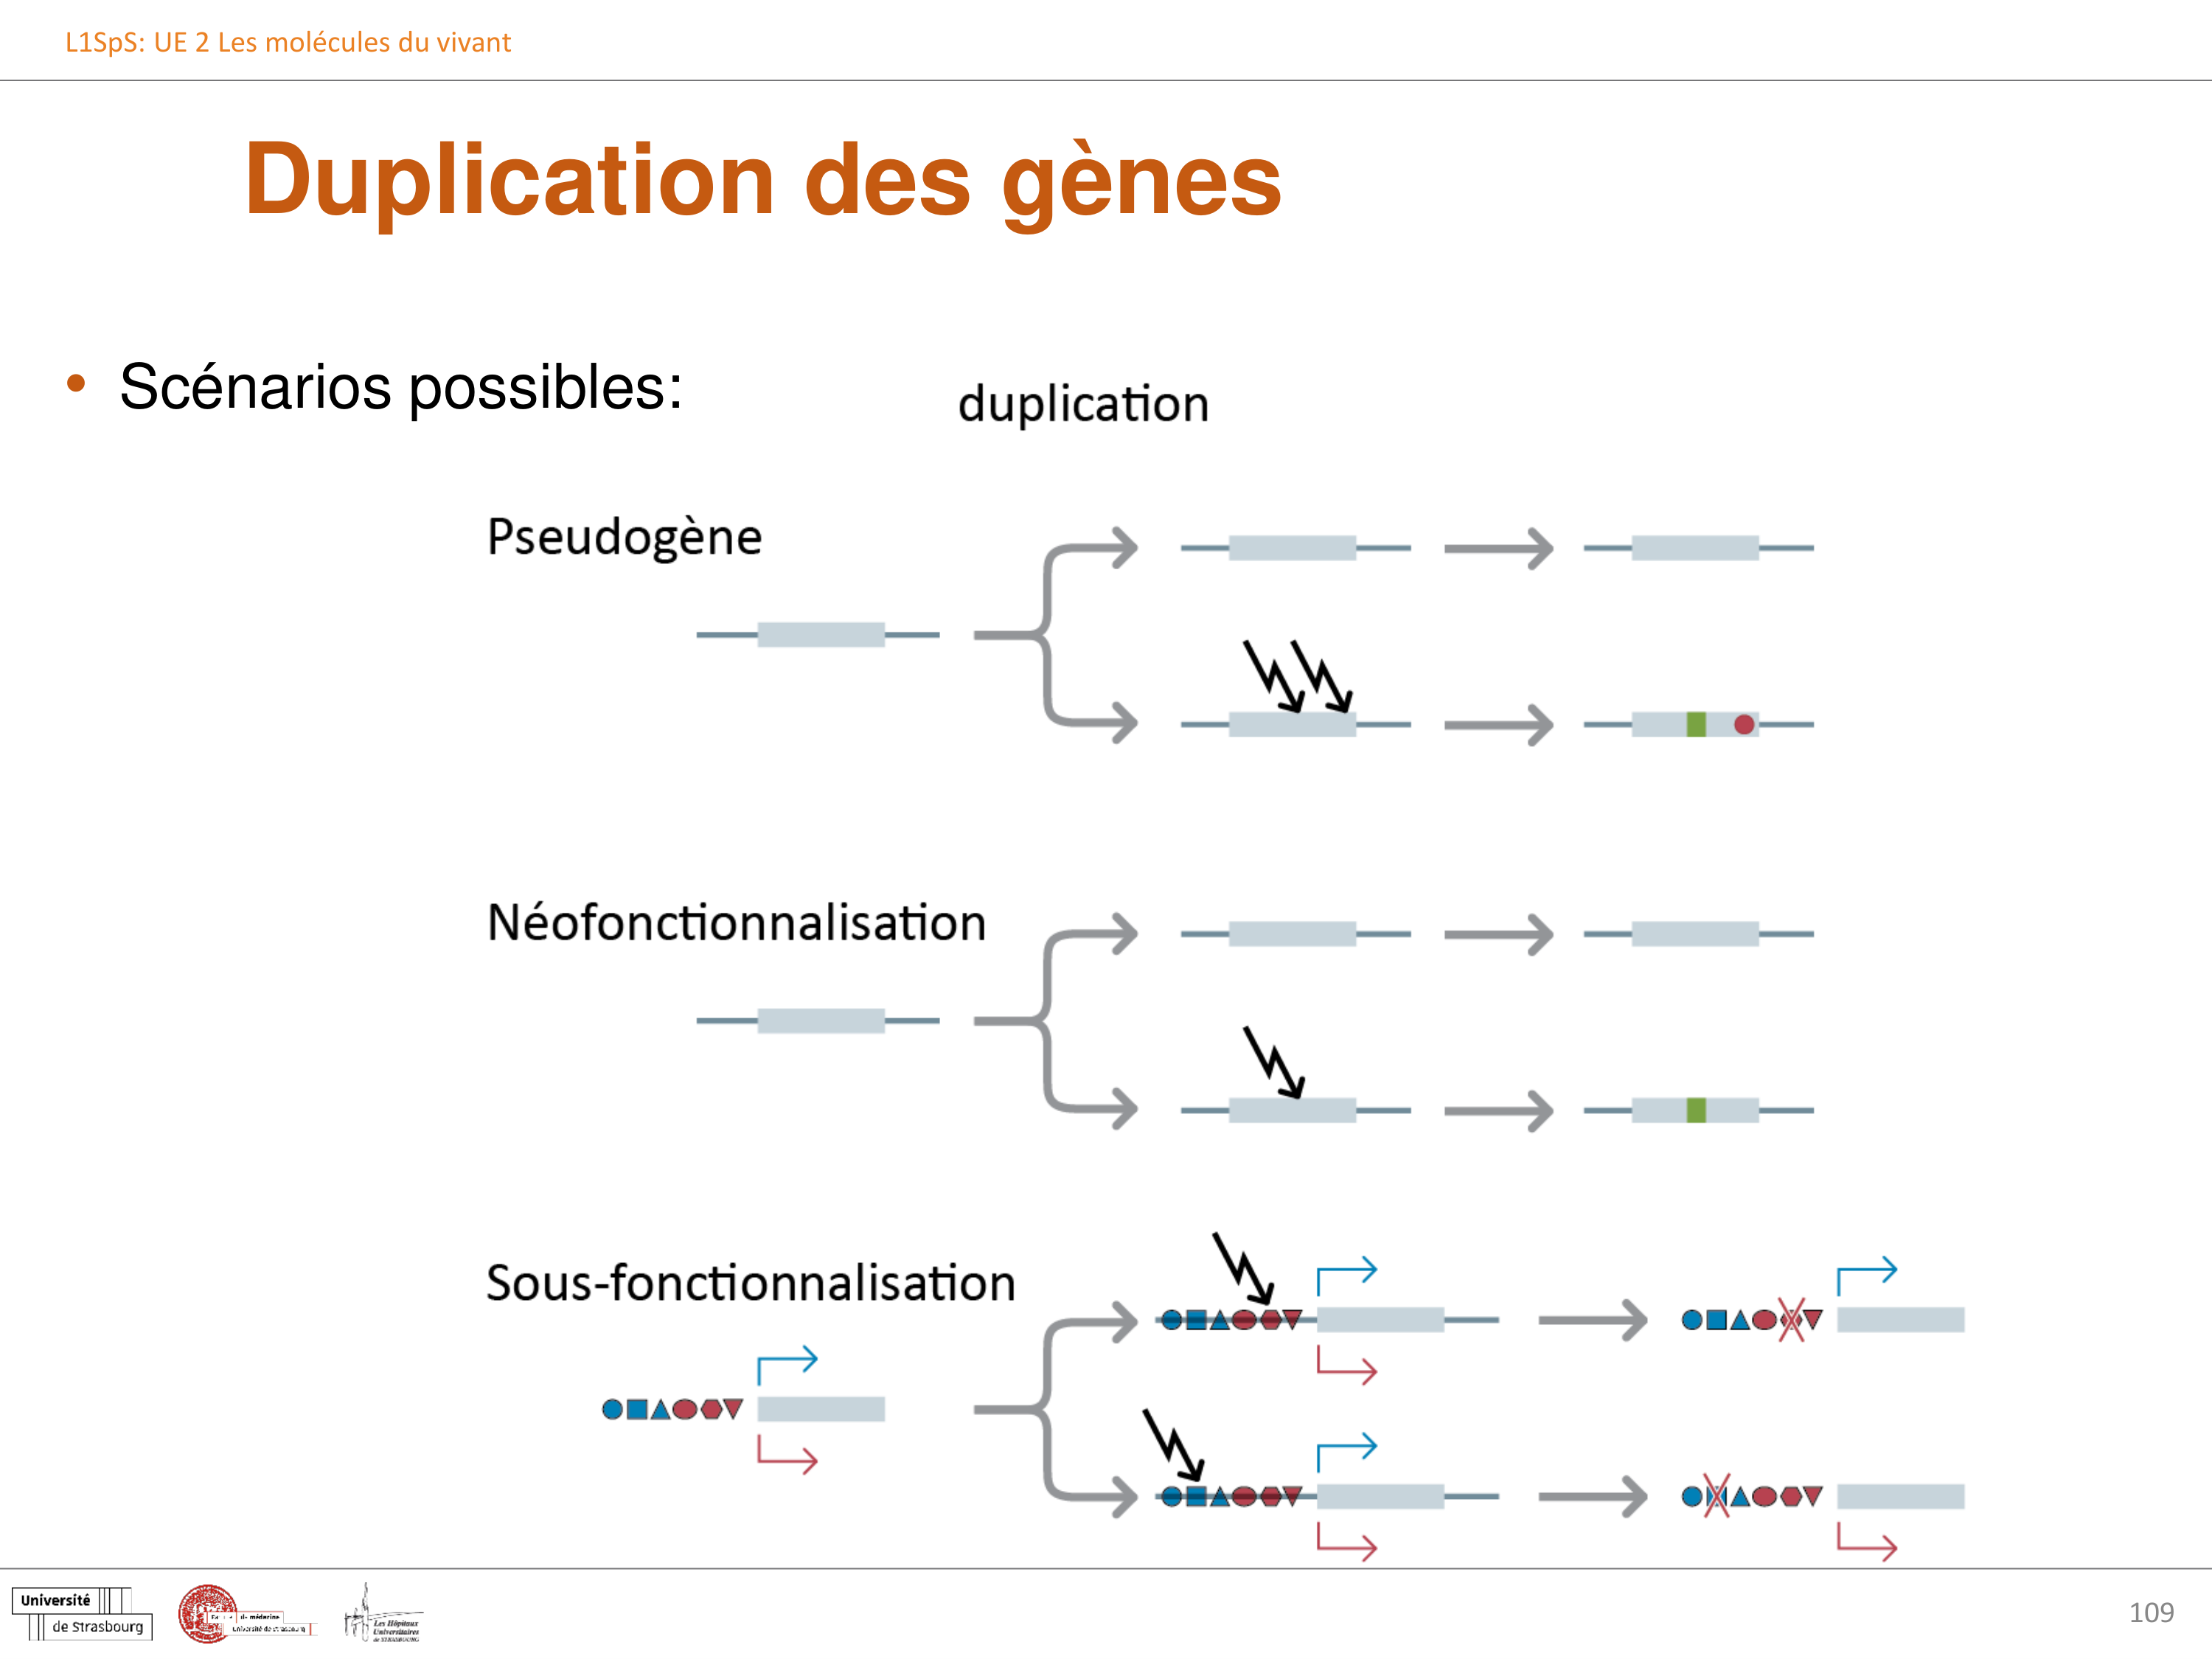 L1SpS: UE 2 Les molécules du vivant
Duplication des gènes
• Scénarios possibles:
duplication
Pseudogène
Néofonctionnalisation
Sous-fonctionnalisation
Université
de Strasbourg
de médecine
Université de Strasbourg
Les Hôpitaux
Universitaires
de STRASBOURG
109